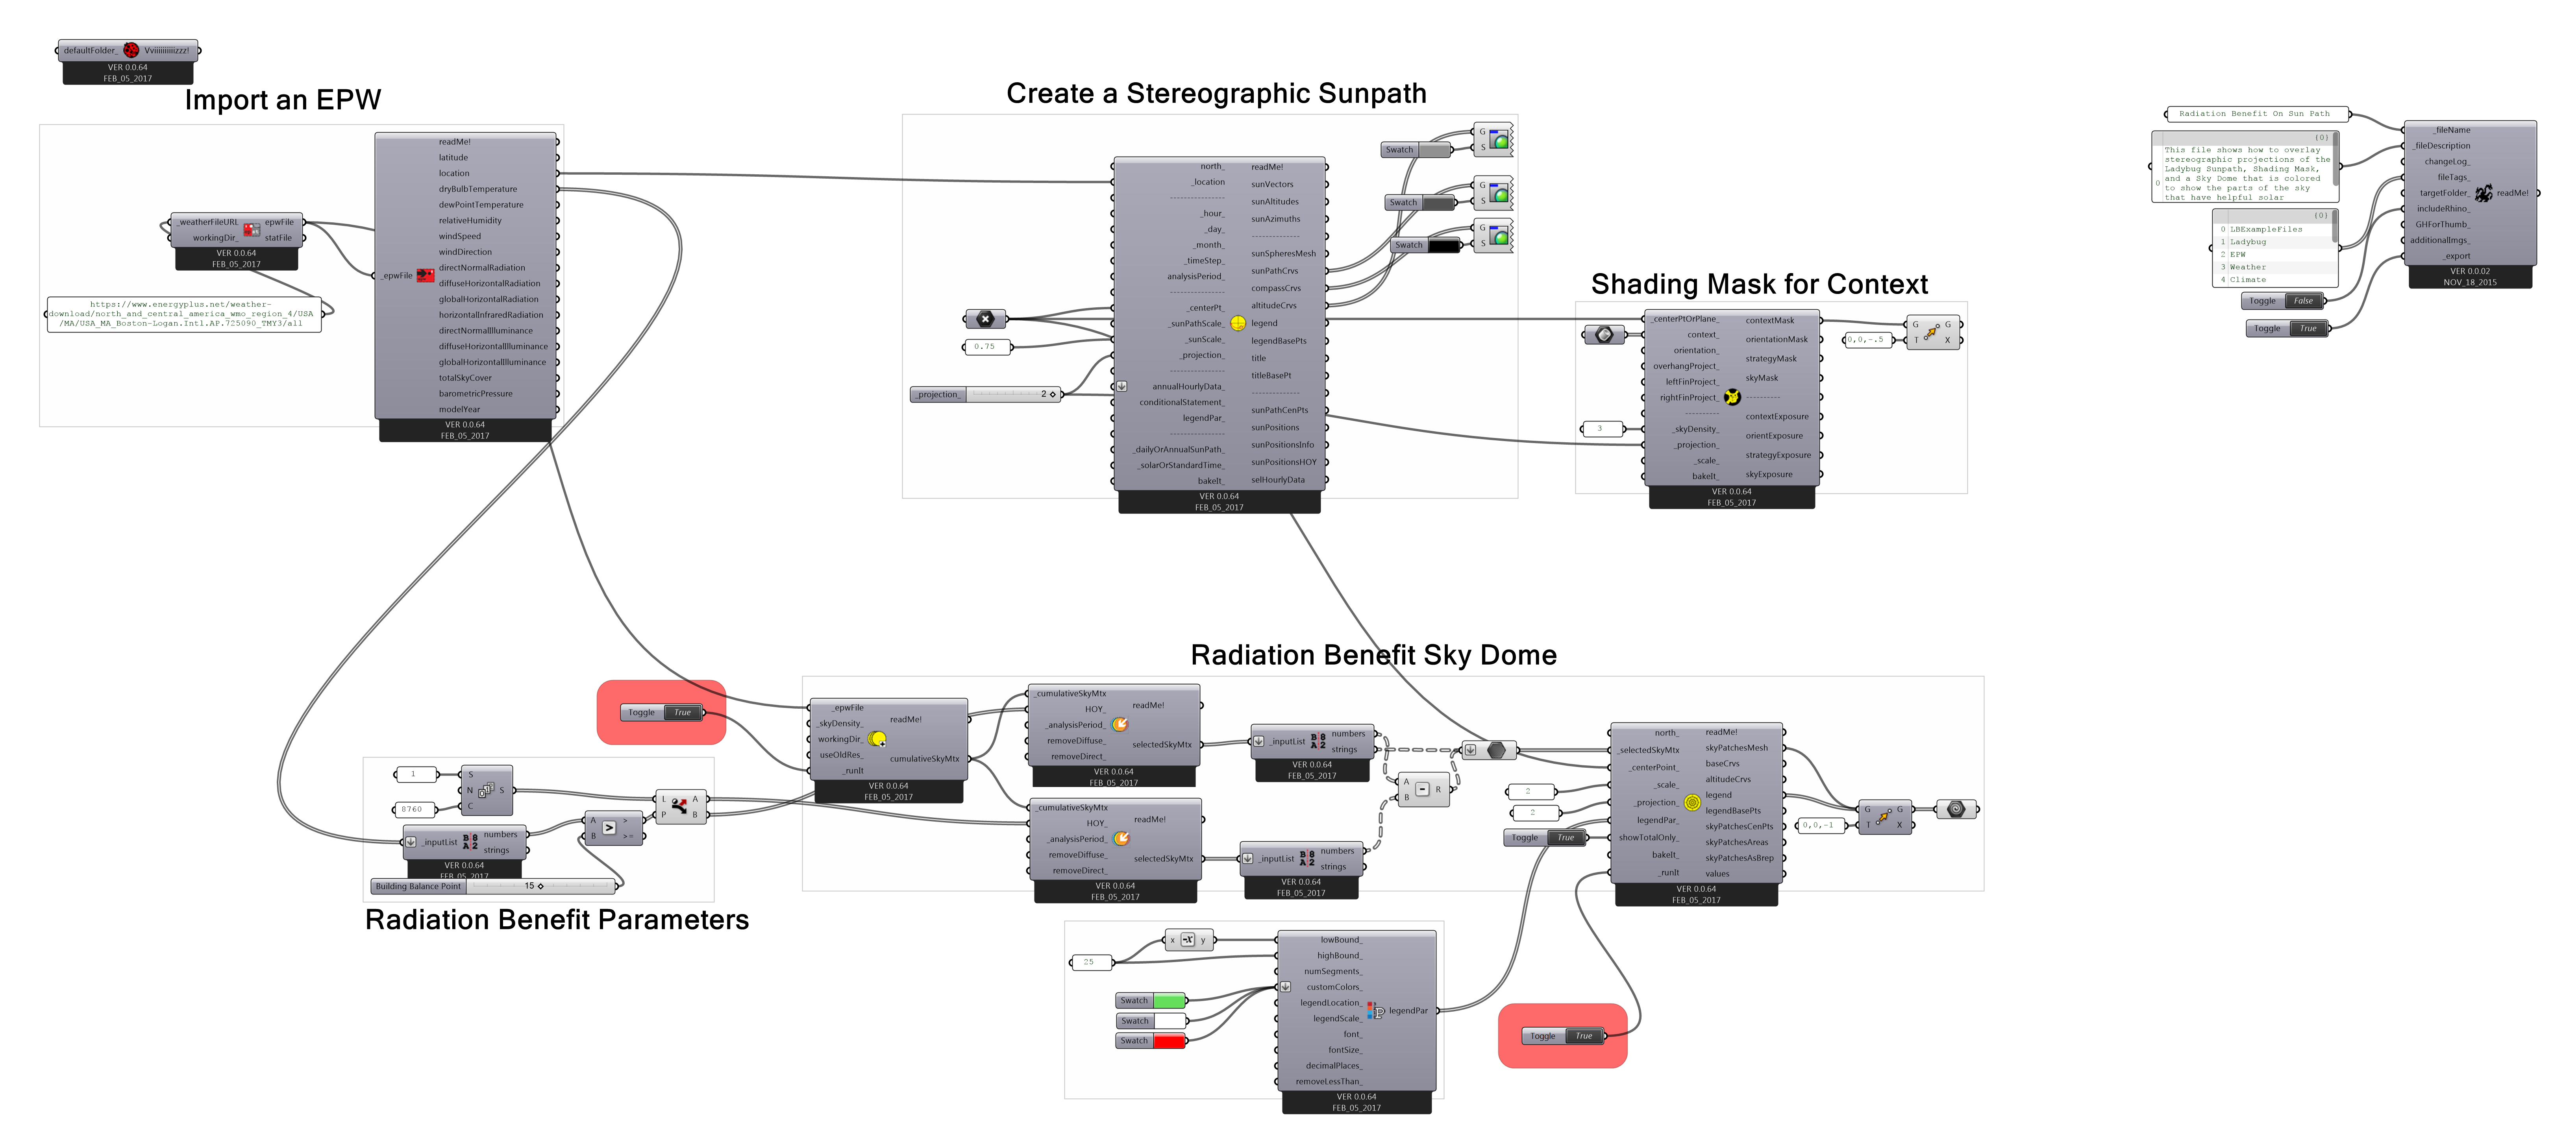 defaultFolder_ Vviiiiiiiiiizzz!
VER 0.0.64
FEB_05_2017
Import an EPW
_weatherFileURL epwFile
workingDir_ statFile
VER 0.0.64
FEB_05_2017
https://www.energyplus.net/weather-
download/north_and_central_america_wmo_region_4/USA
/MA/USA_MA_Boston-Logan.Intl.AP.725090_TMY3/all
_epwFile
readMe!
latitude
location
dryBulbTemperature
dewPointTemperature
relativeHumidity
windSpeed
windDirection
directNormalRadiation
diffuseHorizontalRadiation
globalHorizontalRadiation
horizontalInfraredRadiation
directNormalIlluminance
diffuseHorizontalIlluminance
globalHorizontalIlluminance
totalSkyCover
barometricPressure
modelYear
VER 0.0.64
FEB_05_2017
Create a Stereographic Sunpath
0.75
_projection_ 2
north_
_location
---------------
_hour_
_day_
_month_
_timeStep_
analysisPeriod_
---------------
_centerPt_
_sunPathScale_
_sunScale_
_projection_
---------------
annualHourlyData_
conditionalStatement_
legendPar_
---------------
_dailyOrAnnualSunPath_
_solarOrStandardTime_
bakeIt_
readMe!
sunVectors
sunAltitudes
sunAzimuths
-------------
sunSpheresMesh
sunPathCrvs
compassCrvs
altitudeCrvs
legend
legendBasePts
title
titleBasePt
-------------
sunPathCenPts
sunPositions
sunPositionsInfo
sunPositionsHOY
selHourlyData
VER 0.0.64
FEB_05_2017
Swatch
G
S
Swatch
G
S
Swatch
G
S
Shading Mask for Context
3
_centerPtOrPlane_
context_
orientation_
overhangProject_
leftFinProject_
rightFinProject_
----------
_skyDensity_
_projection_
_scale_
bakeIt_
contextMask
orientationMask
strategyMask
skyMask
----------
contextExposure
orientExposure
strategyExposure
skyExposure
VER 0.0.64
FEB_05_2017
0,0,-.5
G G
T X
Radiation Benefit On Sun Path
{0}
0
This file shows how to overlay
stereographic projections of the
Ladybug Sunpath, Shading Mask,
and a Sky Dome that is colored
to show the parts of the sky
that have helpful solar
{0}
0 LBExampleFiles
1 Ladybug
2 EPW
3 Weather
4 Climate
Toggle False
Toggle True
_fileName
_fileDescription
changeLog_
fileTags_
targetFolder_
includeRhino_
GHForThumb_
additionalImgs_
_export
readMe!
VER 0.0.02
NOV_18_2015
Radiation Benefit Sky Dome
Toggle True
_epwFile
_skyDensity_
workingDir_
useOldRes_
_runIt
readMe!
cumulativeSkyMtx
VER 0.0.64
FEB_05_2017
_cumulativeSkyMtx
HOY_
_analysisPeriod_
removeDiffuse_
removeDirect_
readMe!
selectedSkyMtx
VER 0.0.64
FEB_05_2017
_cumulativeSkyMtx
HOY_
_analysisPeriod_
removeDiffuse_
removeDirect_
readMe!
selectedSkyMtx
VER 0.0.64
FEB_05_2017
_inputList numbers
strings
VER 0.0.64
FEB_05_2017
_inputList numbers
strings
VER 0.0.64
FEB_05_2017
A
B
- R
2
2
Toggle True
north_
_selectedSkyMtx
_centerPoint_
_scale_
_projection_
legendPar_
showTotalOnly_
bakeIt_
_runIt
readMe!
skyPatchesMesh
baseCrvs
altitudeCrvs
legend
legendBasePts
skyPatchesCenPts
skyPatchesAreas
skyPatchesAsBrep
values
VER 0.0.64
FEB_05_2017
0,0,-1
G G
T X
1
8760
S
N S
C
_inputList numbers
strings
VER 0.0.64
FEB_05_2017
Building Balance Point 15
A >
B >=
L A
P B
Radiation Benefit Parameters
25
x -x y
Swatch
Swatch
Swatch
lowBound_
highBound_
numSegments_
customColors_
legendLocation_
legendScale_
font_
fontSize_
decimalPlaces_
removeLessThan_
legendPar
VER 0.0.64
FEB_05_2017
Toggle True